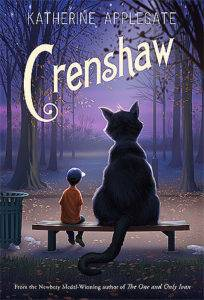 KATHERINE APPLEGATE
Crenshaw
From the Newbery Medal-Winning author of The One and Only Ivan